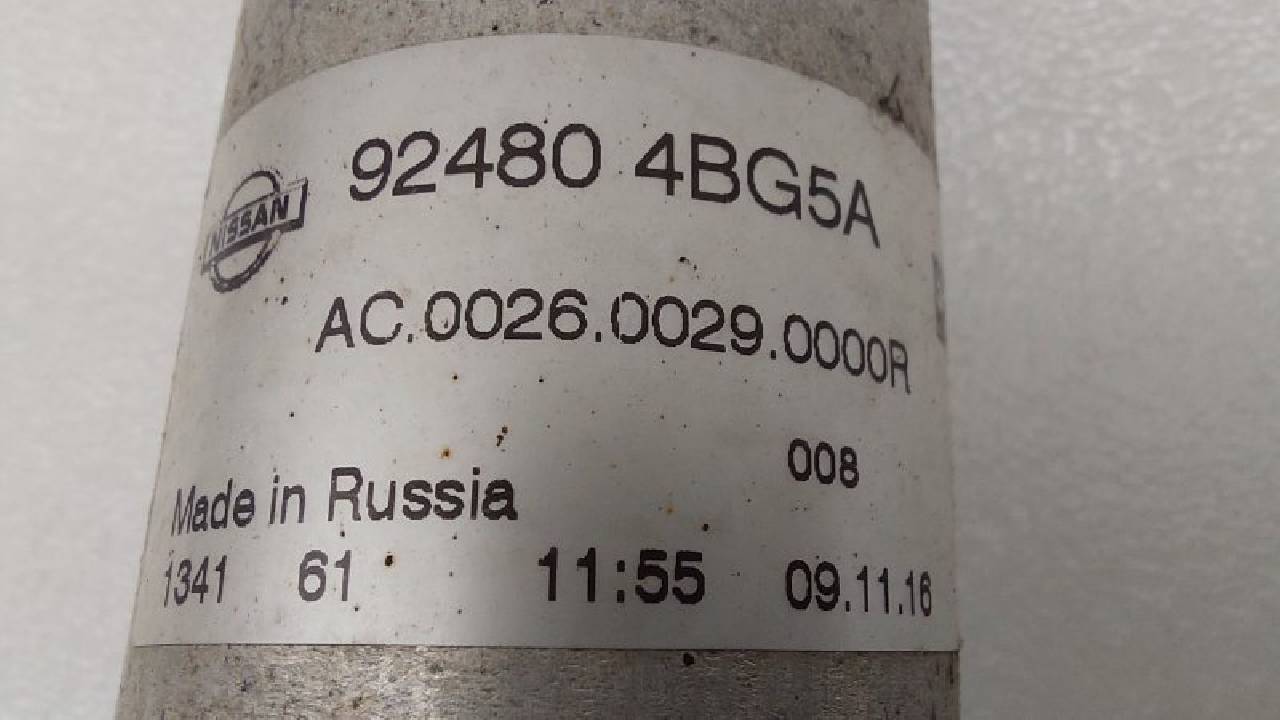 92480 4BG5A
NISSAN
AC.0026.0029.0000R
008
Made in Russia
1341 61 11:55 09.11.16